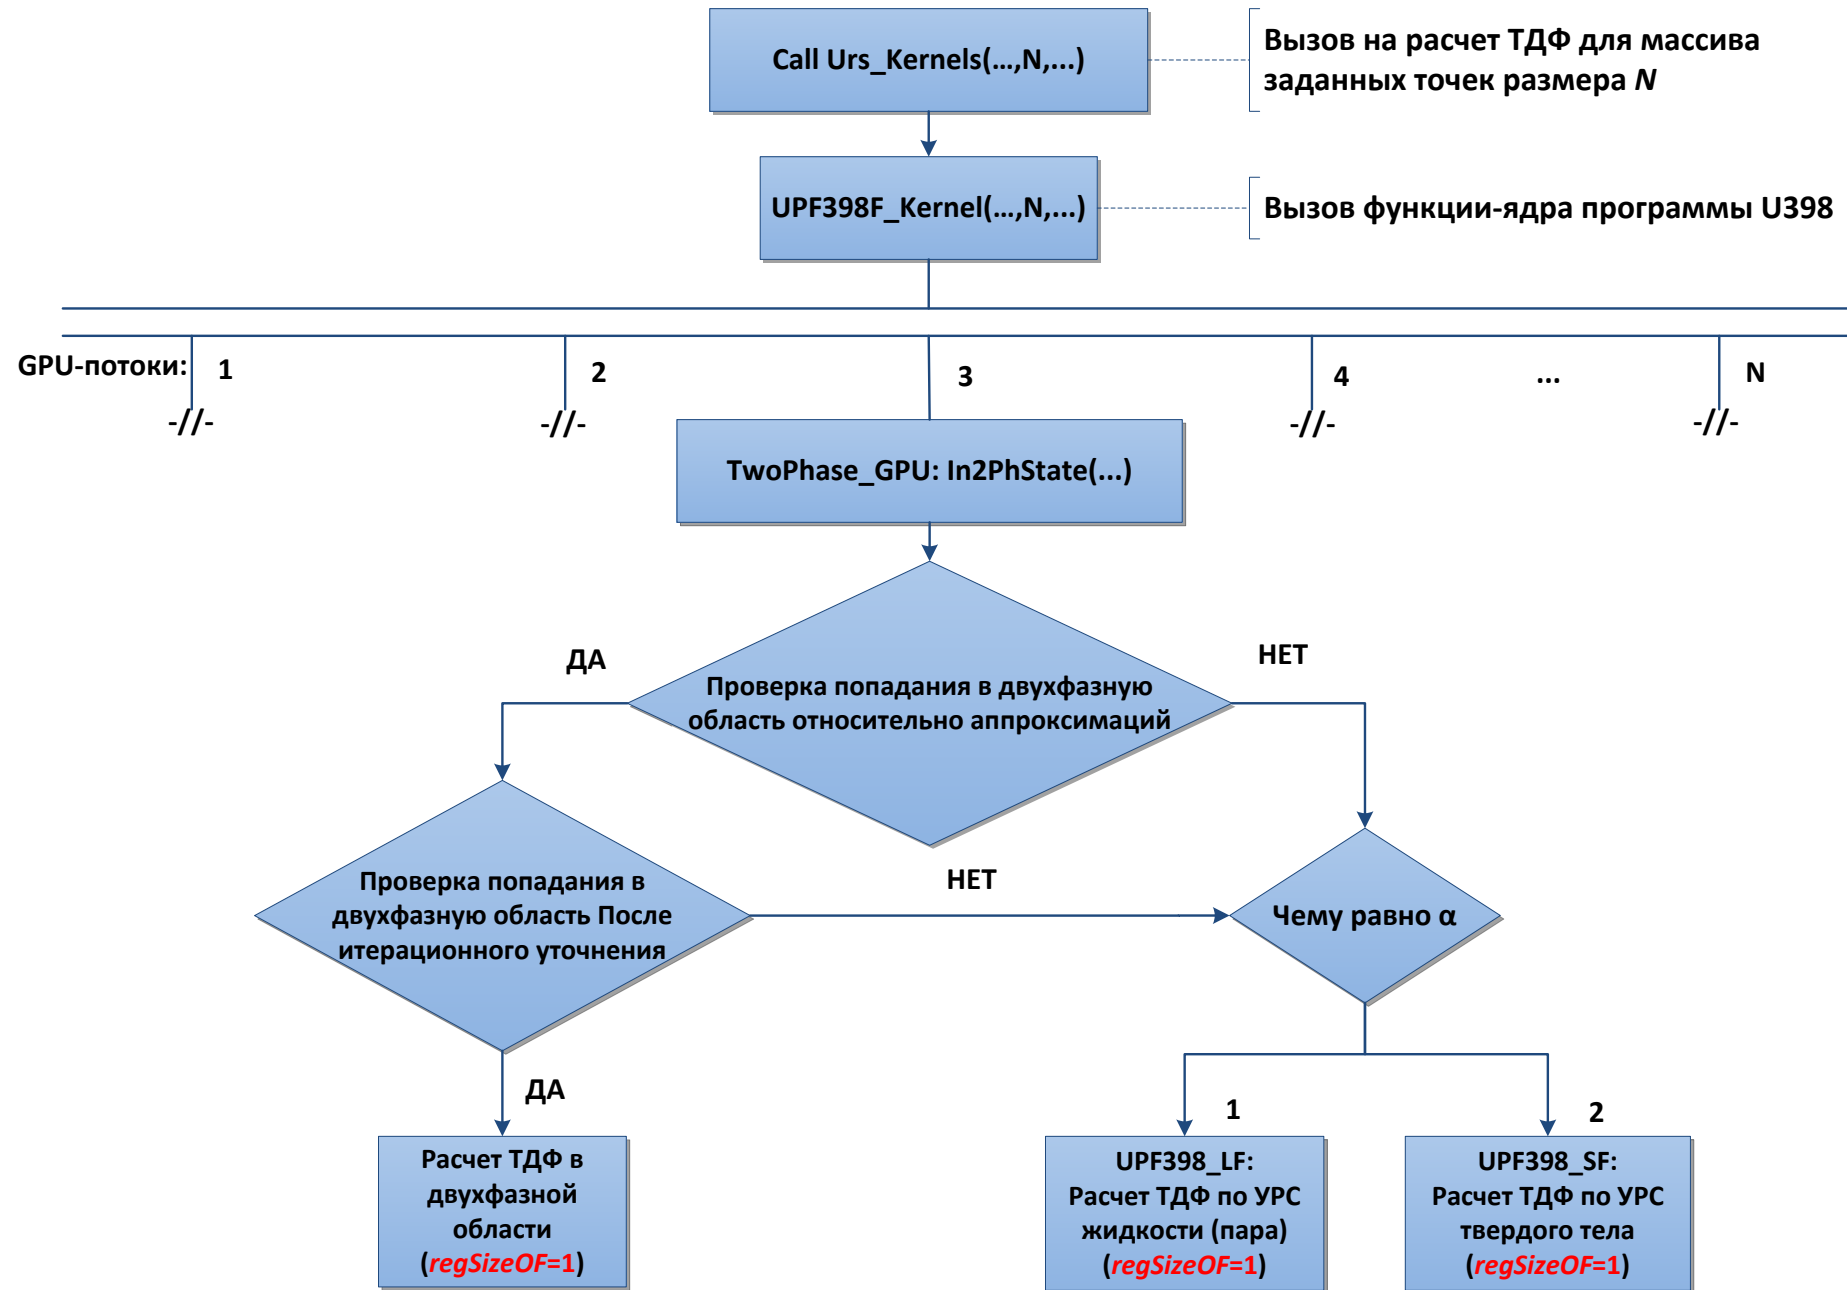 Call Urs_Kernels(...,N,...)
Вызов на расчет ТДФ для массива
заданных точек размера N
UPF398F_Kernel(...,N,...)
Вызов функции-ядра программы U398
GPU-потоки:
1
2
3
4
...
N
-//-
-//-
-//-
-//-
TwoPhase_GPU: In2PhState(...)
ДА
НЕТ
Проверка попадания в двухфазную
область относительно аппроксимаций
Проверка попадания в
двухфазную область После
итерационного уточнения
НЕТ
Чему равно α
ДА
1
2
Расчет ТДФ в
двухфазной
области
(regSizeOF=1)
UPF398_LF:
Расчет ТДФ по УРС
жидкости (пара)
(regSizeOF=1)
UPF398_SF:
Расчет ТДФ по УРС
твердого тела
(regSizeOF=1)